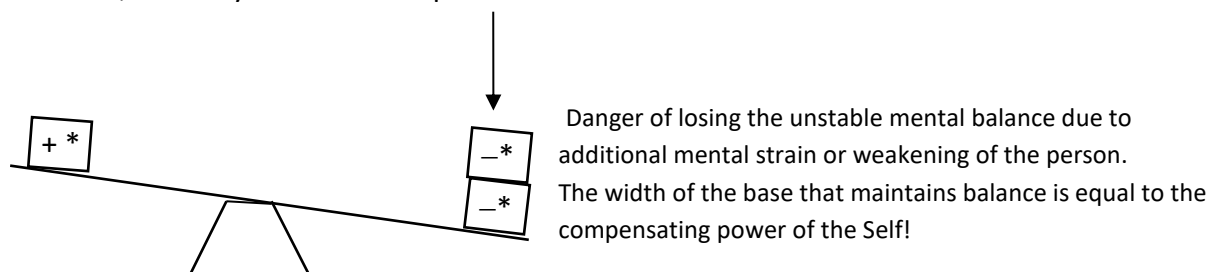 + *
–*
–*
Danger of losing the unstable mental balance due to
additional mental strain or weakening of the person.
The width of the base that maintains balance is equal to the
compensating power of the Self!